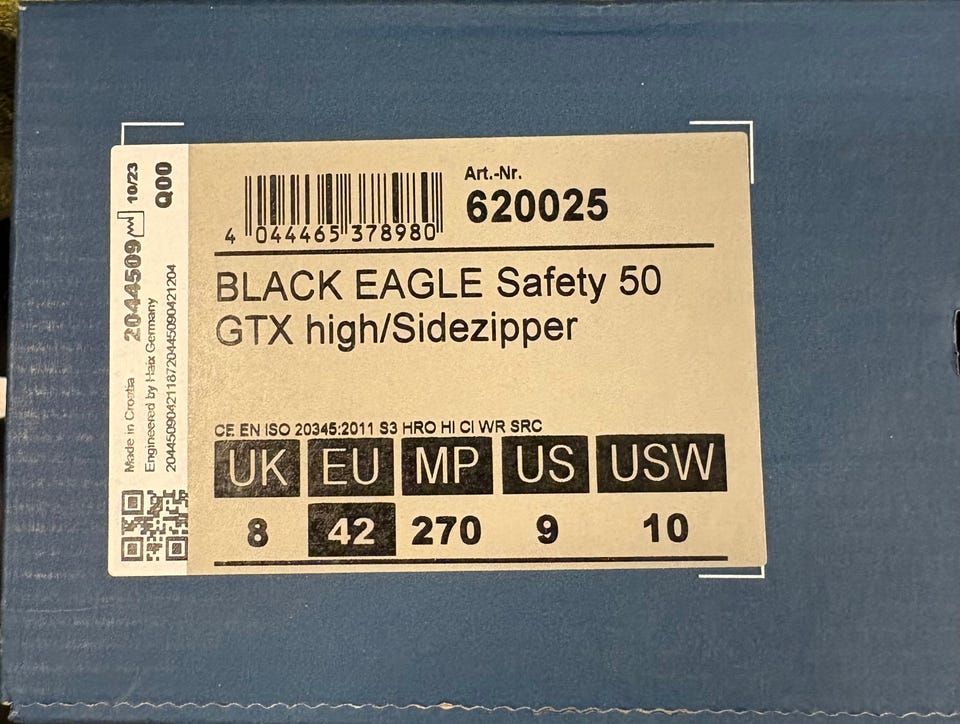 Art.-Nr.
620025
4 044465 378980
BLACK EAGLE Safety 50
GTX high/Sidezipper
CE EN ISO 20345:2011 S3 HRO HI CI WR SRC
UK EU MP US USW
8 42 270 9 10
Made in Croatia 2044509 10/23
Engineered by Haix Germany Q00
2044509042118720445090421204